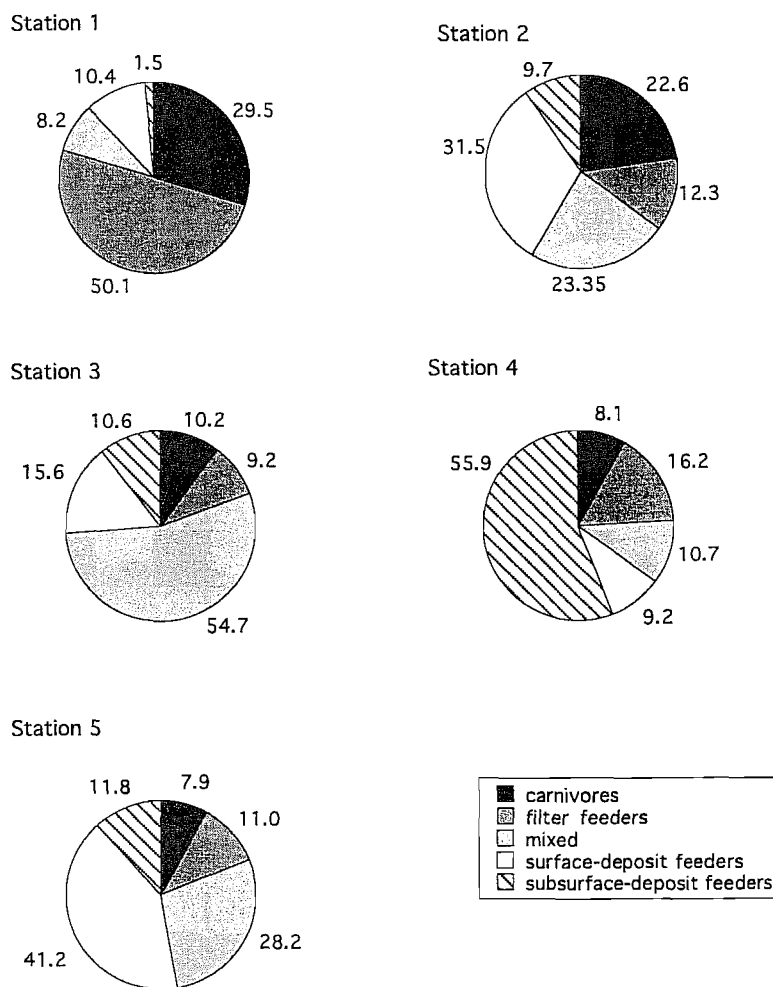 Station 1
1.5
10.4
29.5
8.2
50.1
Station 2
9.7
22.6
31.5
12.3
23.35
Station 3
10.6
10.2
9.2
15.6
54.7
Station 4
8.1
55.9
16.2
10.7
9.2
Station 5
11.8
7.9
11.0
28.2
41.2
carnivores
filter feeders
mixed
surface-deposit feeders
subsurface-deposit feeders